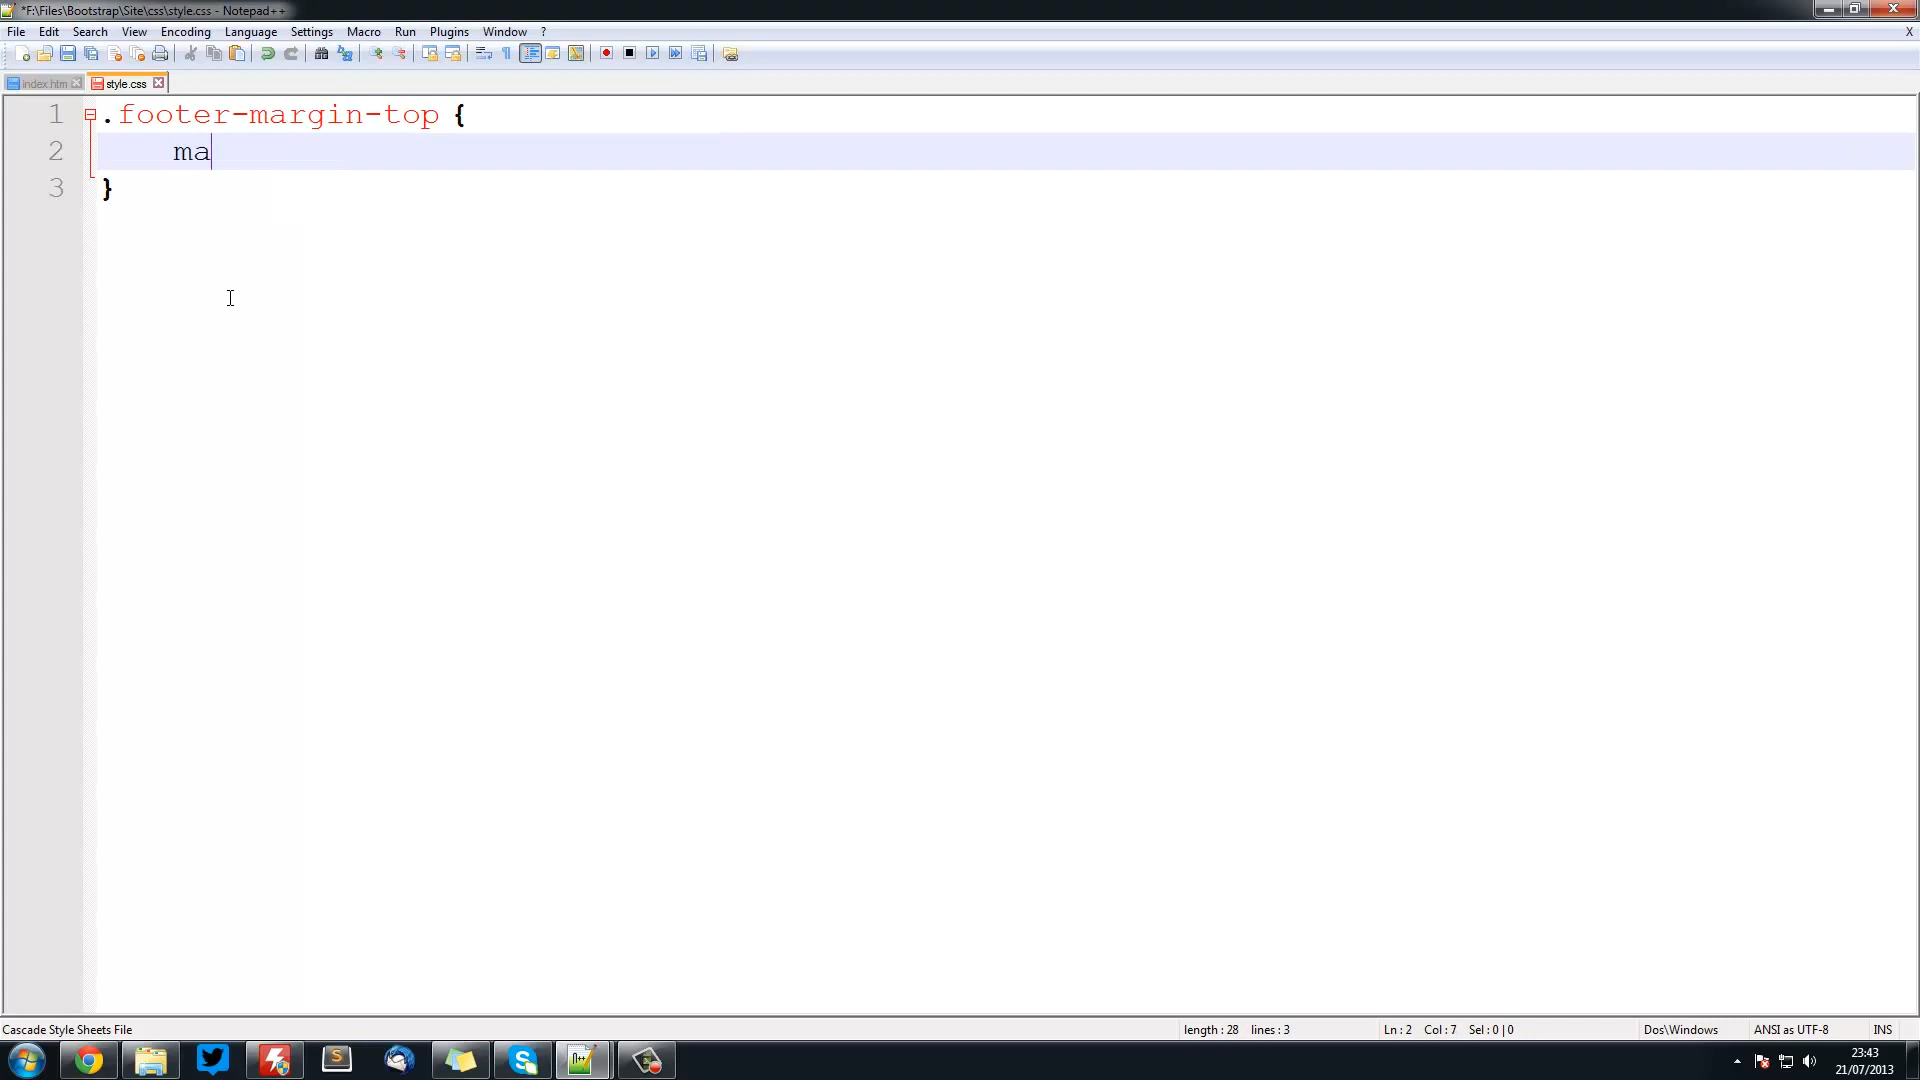 *F:\Files\Bootstrap\Site\css\style.css - Notepad++
File Edit Search View Encoding Language Settings Macro Run Plugins Window ? X
index.htm style.css
1 .footer-margin-top {
2 ma
3 }
Cascade Style Sheets File length : 28 lines : 3 Ln : 2 Col : 7 Sel : 0 | 0 Dos\Windows ANSI as UTF-8 INS
23:43
21/07/2013